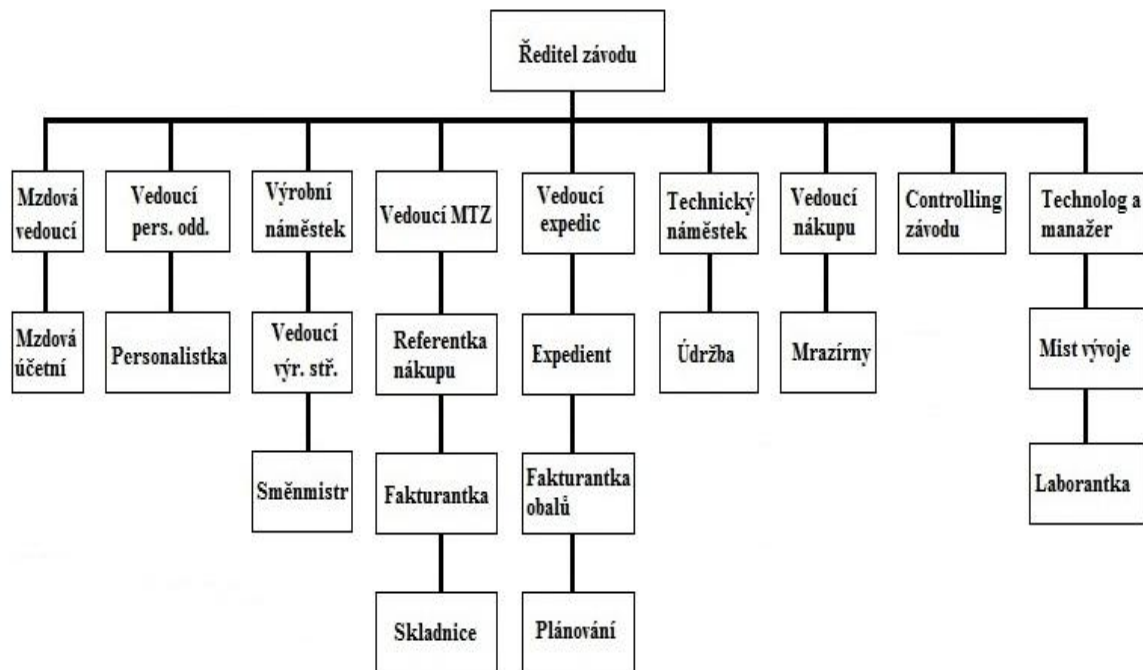 Ředitel závodu
Mzdová
vedoucí
Vedoucí
pers. odd.
Výrobní
náměstek
Vedoucí MTZ
Vedoucí
expedic
Technický
náměstek
Vedoucí
nákupu
Controlling
závodu
Technolog a
manažer
Mzdová
účetní
Personalistka
Vedoucí
výr. stř.
Referentka
nákupu
Expedient
Údržba
Mrazírny
Mist vývoje
Směnmistr
Fakturantka
Fakturantka
obalů
Laborantka
Skladnice
Plánování